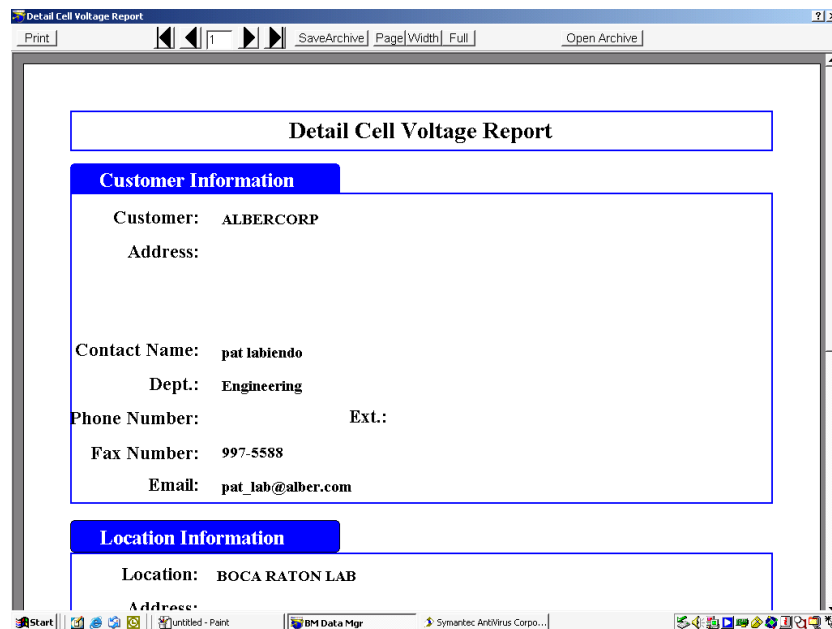 Detail Cell Voltage Report
Print 1 SaveArchive Page Width Full Open Archive
Detail Cell Voltage Report
Customer Information
Customer: ALBERCORP
Address:
Contact Name: pat labiendo
Dept.: Engineering
Phone Number: Ext.:
Fax Number: 997-5588
Email: pat_lab@alber.com
Location Information
Location: BOCA RATON LAB
Address:
Start untitled - Paint BM Data Mgr Symantec AntiVirus Corpo...